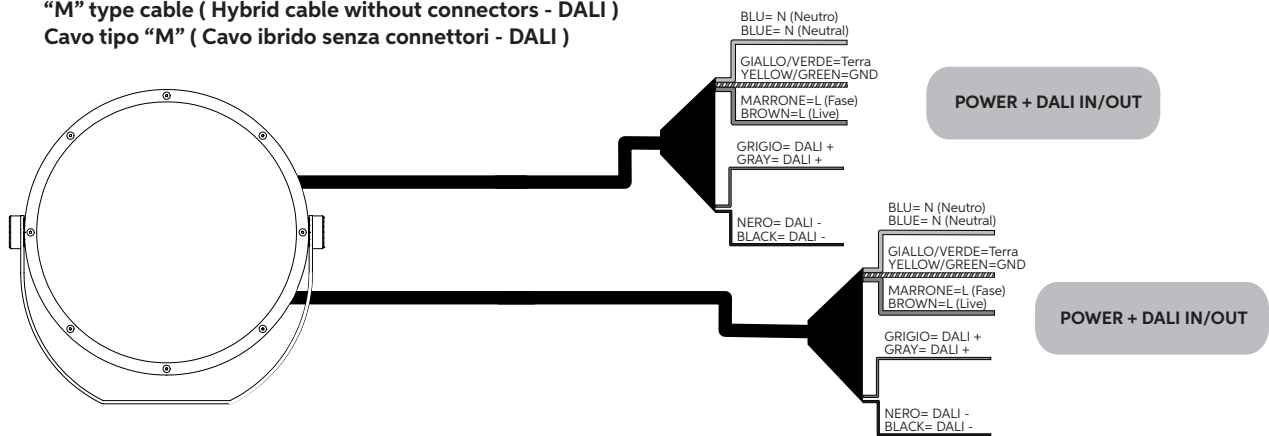 “M” type cable ( Hybrid cable without connectors - DALI )
Cavo tipo “M” ( Cavo ibrido senza connettori - DALI )
BLU= N (Neutro)
BLUE= N (Neutral)
GIALLO/VERDE=Terra
YELLOW/GREEN=GND
MARRONE=L (Fase)
BROWN=L (Live)
GRIGIO= DALI +
GRAY= DALI +
NERO= DALI -
BLACK= DALI -
POWER + DALI IN/OUT
BLU= N (Neutro)
BLUE= N (Neutral)
GIALLO/VERDE=Terra
YELLOW/GREEN=GND
MARRONE=L (Fase)
BROWN=L (Live)
GRIGIO= DALI +
GRAY= DALI +
NERO= DALI -
BLACK= DALI -
POWER + DALI IN/OUT